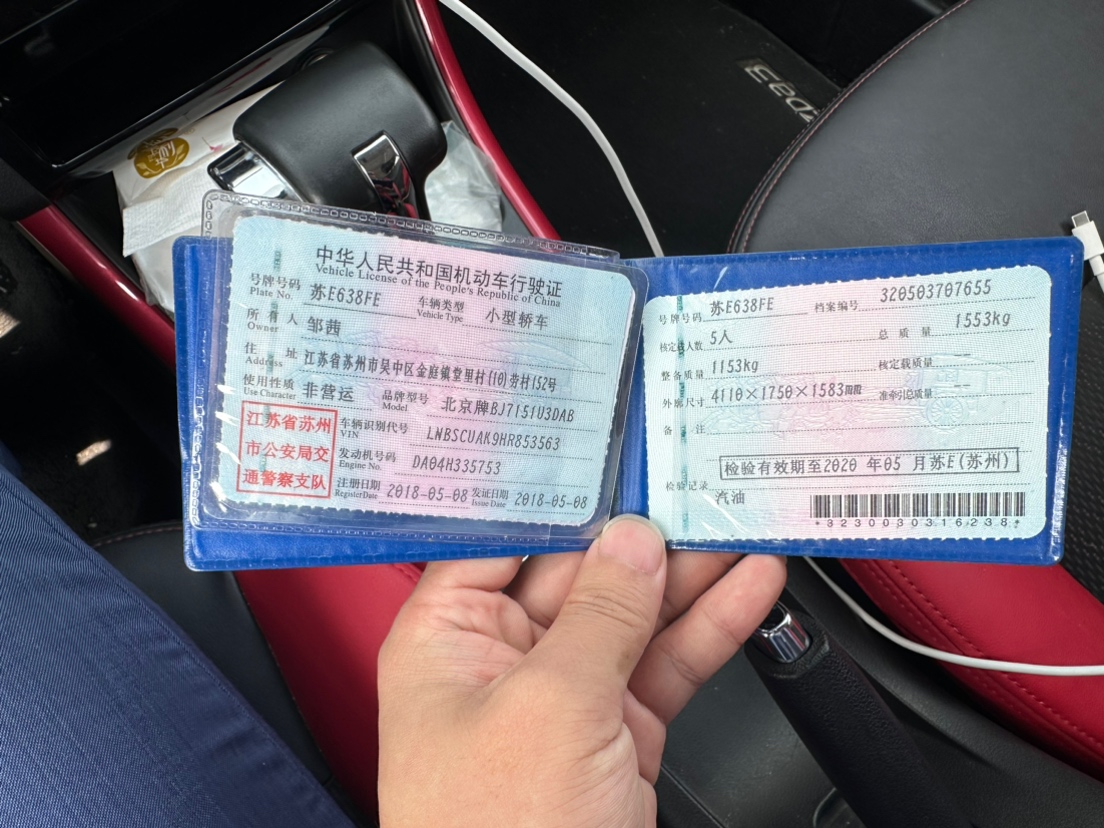 中华人民共和国机动车行驶证
Vehicle License of the People's Republic of China
号牌号码 苏E638FE 车辆类型 小型轿车
Plate No. Vehicle Type
所有人 邹茜
Owner
住址 江苏省苏州市吴中区金庭镇堂里村(10)劳村152号
Address
使用性质 非营运 品牌型号 北京牌BJ7151U3DAB
Use Character Model
江苏省苏州
市公安局交
通警察支队
车辆识别代号 LNBSCUAK9HR853563
VIN
发动机号码 DA04H335753
Engine No.
注册日期 2018-05-08 发证日期 2018-05-08
Register Date Issue Date
号牌号码 苏E638FE 档案编号 320503707655
核定载人数 5人 总质量 1553kg
整备质量 1153kg 核定载质量 --
外廓尺寸 4110×1750×1583mm 准牵引总质量 --
备注
检验有效期至2020年05月苏E(苏州)
检验记录
汽油
*3230030316238*